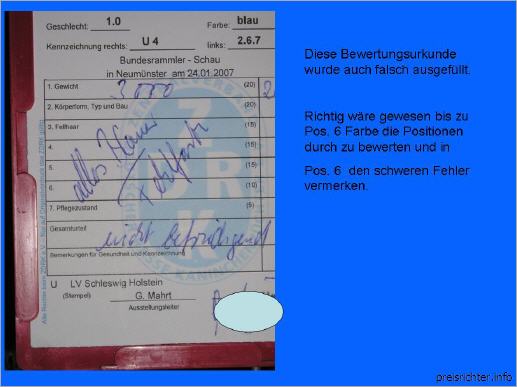 Geschlecht: 1.0 Farbe: blau
Kennzeichnung rechts: U 4 links: 2.6.7
Bundesrammler - Schau
in Neumünster am 24.01.2007
1. Gewicht 3000 (20) 2
2. Körperform, Typ und Bau (20)
3. Fellhaar (15)
4. (15)
5. (15)
6. (10)
alles
7. Pflegezustand (5)
Gesamturteil
nicht befriedigend
Bemerkungen für Gesundheit und Kennzeichnung
U LV Schleswig Holstein
(Stempel) G. Mahrt
Ausstellungsleiter
ZDRK
Diese Bewertungsurkunde
wurde auch falsch ausgefüllt.
Richtig wäre gewesen bis zu
Pos. 6 Farbe die Positionen
durch zu bewerten und in
Pos. 6 den schweren Fehler
vermerken.
preisrichter.info